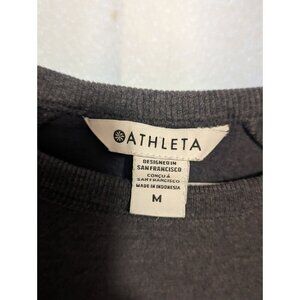 ATHLETA
DESIGNED IN
SAN FRANCISCO
CONÇU À
SAN FRANCISCO
MADE IN INDONESIA
M